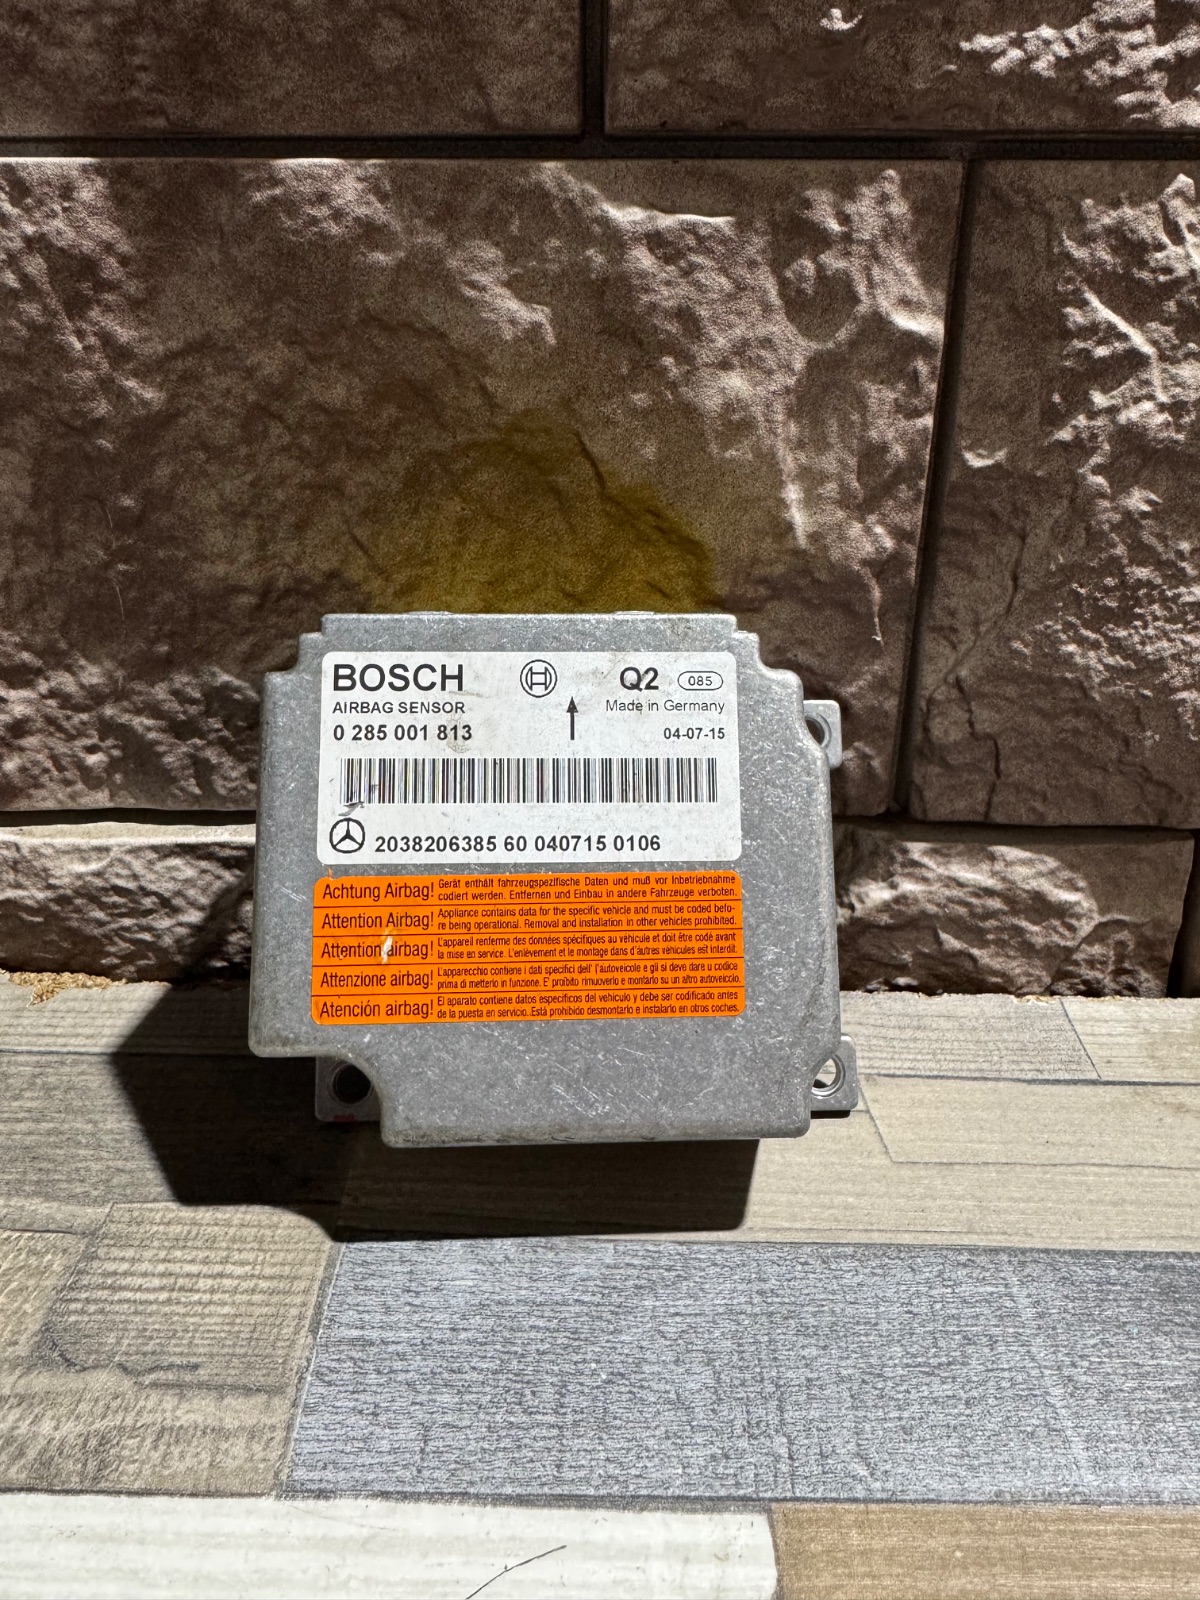 BOSCH Q2 085
AIRBAG SENSOR Made in Germany
0 285 001 813 04-07-15
2038206385 60 040715 0106
Achtung Airbag! Gerät enthält fahrzeugspezifische Daten und muß vor Inbetriebnahme
codiert werden. Entfernen und Einbau in andere Fahrzeuge verboten.
Attention Airbag! Appliance contains data for the specific vehicle and must be coded befo-
re being operational. Removal and installation in other vehicles prohibited.
Attention airbag! L'appareil renferme des données spécifiques au véhicule et doit être codé avant
la mise en service. L'enlévement et le montage dans d'autres véhicules est interdit.
Attenzione airbag! L'apparecchio contiene i dati specifici dell' l'autoveicole e gli si deve dare u codice
prima di metterlo in funzione. E' proibito rimuoverlo e montarlo su un altro autoveiccio.
Atención airbag! El aparato contiene datos especificos del vehiculo y debe ser codificado antes
de la puesta en servicio. Está prohibido desmontarlo e instalarlo en otros coches.